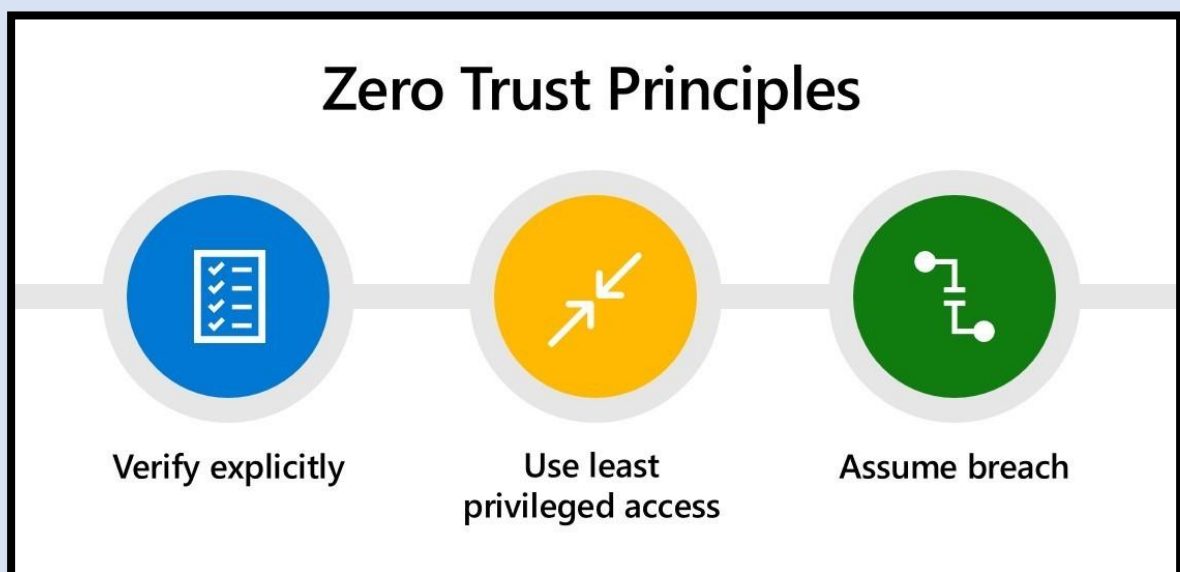 Zero Trust Principles
Verify explicitly
Use least
privileged access
Assume breach